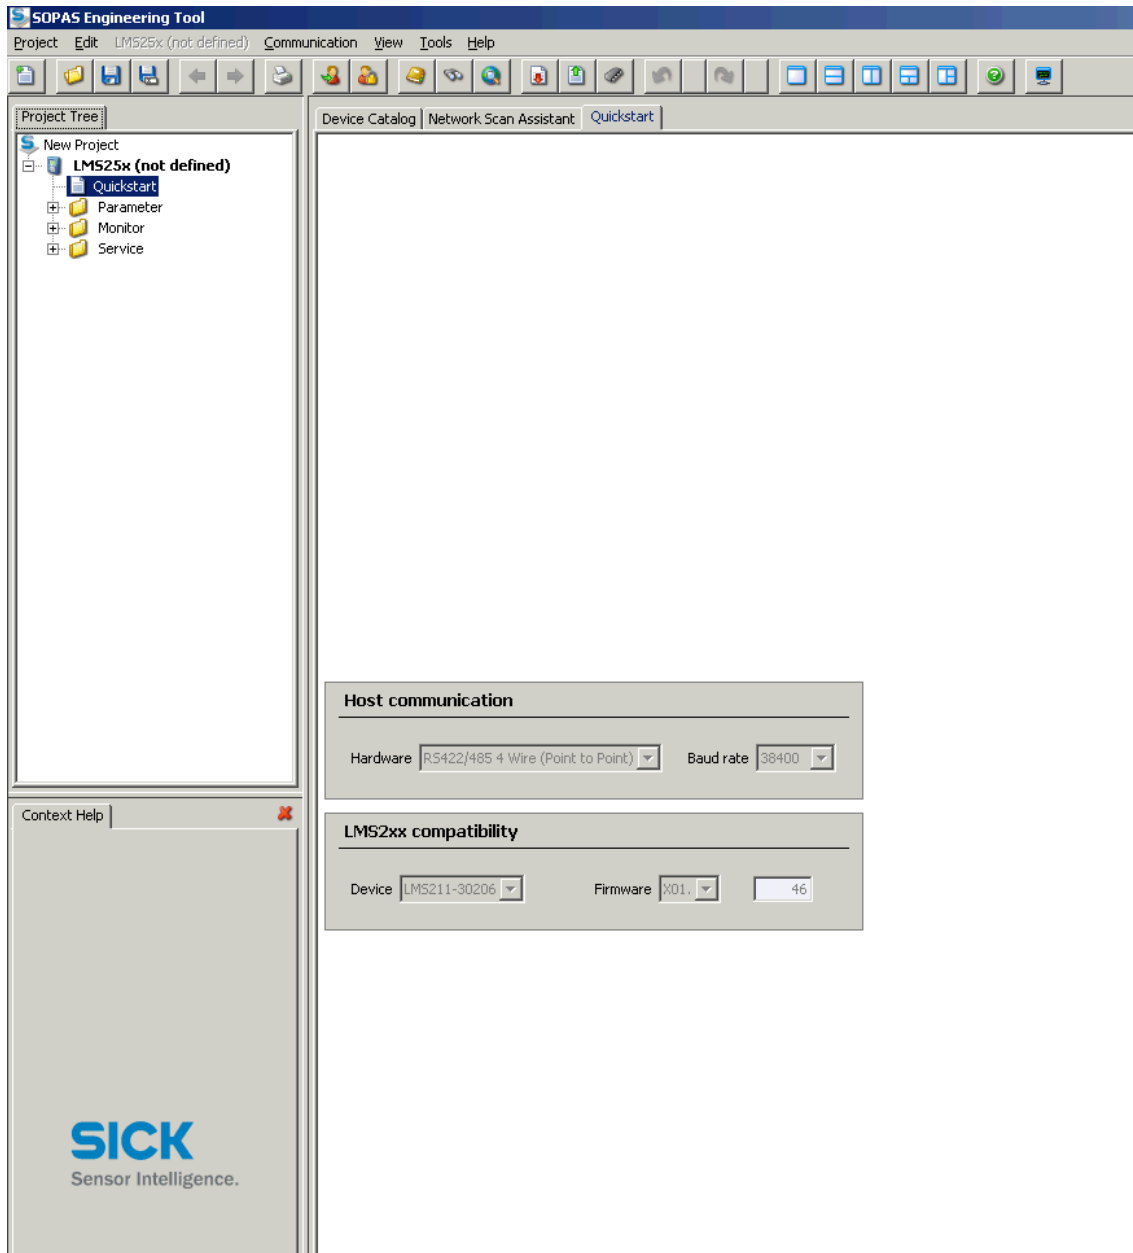 SOPAS Engineering Tool
Project Edit LMS25x (not defined) Communication View Tools Help
Project Tree
Device Catalog Network Scan Assistant Quickstart
New Project
LMS25x (not defined)
Quickstart
Parameter
Monitor
Service
Host communication
Hardware RS422/485 4 Wire (Point to Point) Baud rate 38400
Context Help
LMS2xx compatibility
Device LMS211-30206 Firmware X01. 46
SICK
Sensor Intelligence.